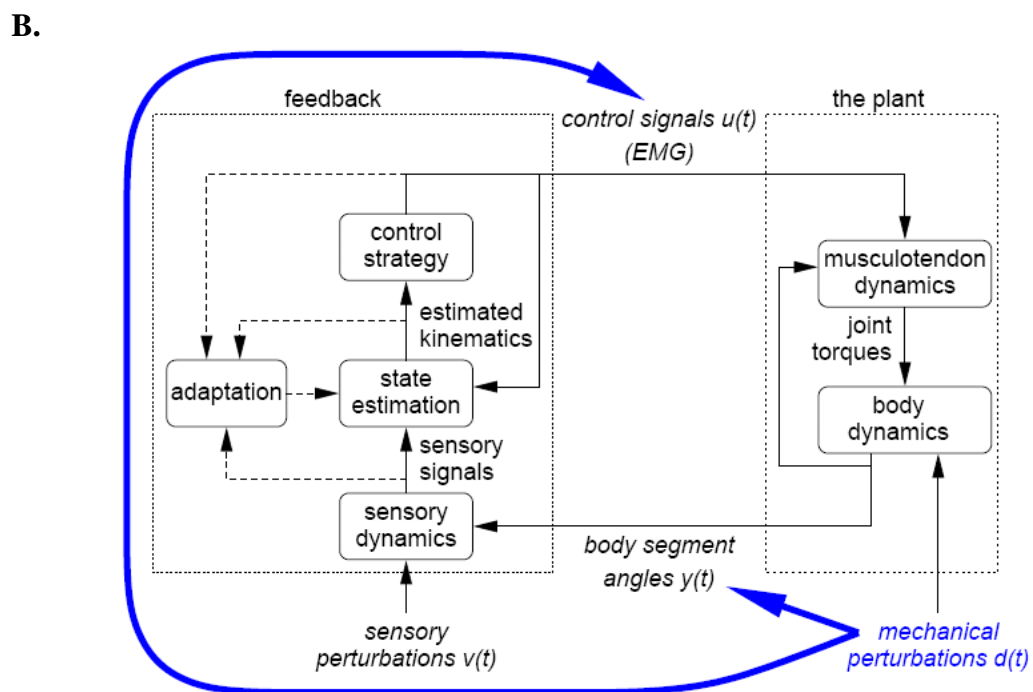 B.
feedback
the plant
control signals u(t)
(EMG)
control
strategy
musculotendon
dynamics
estimated
kinematics
joint
torques
adaptation
state
estimation
body
dynamics
sensory
signals
sensory
dynamics
body segment
angles y(t)
sensory
perturbations v(t)
mechanical
perturbations d(t)